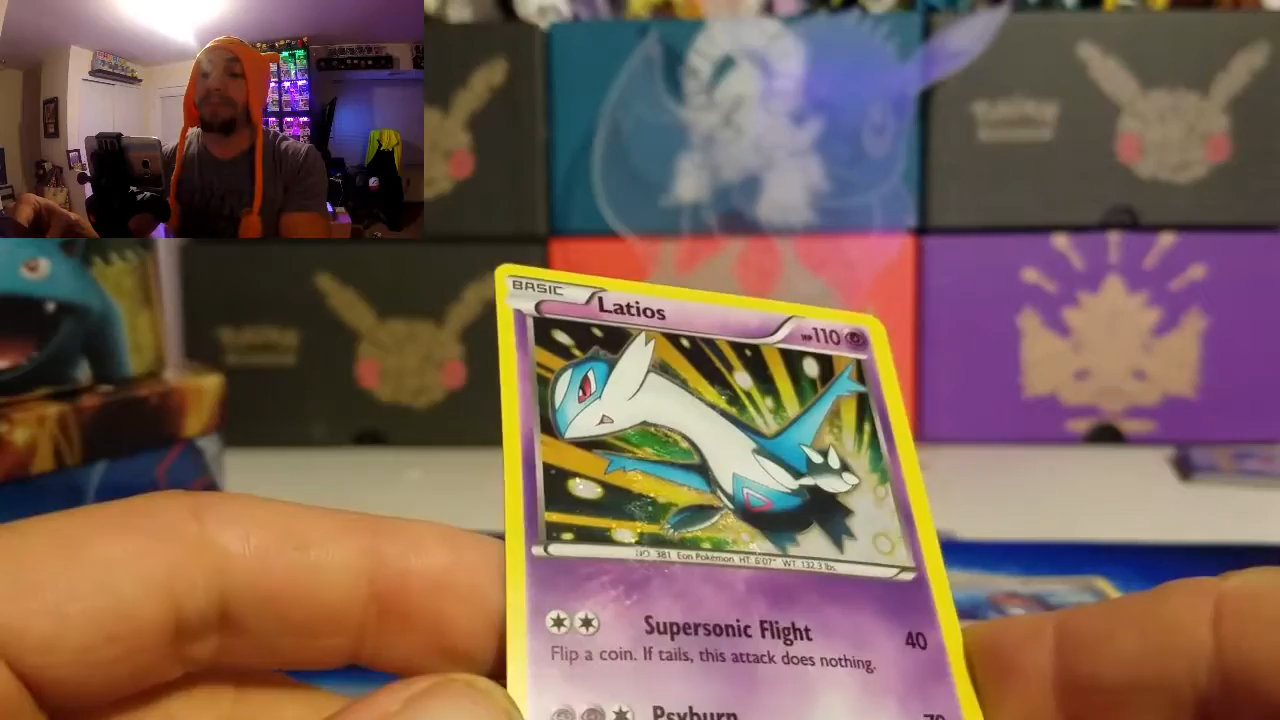 BASIC
Latios
HP110
NO. 381 Eon Pokémon HT: 6'07" WT: 132.3 lbs.
Supersonic Flight 40
Flip a coin. If tails, this attack does nothing.
Psyburn 70